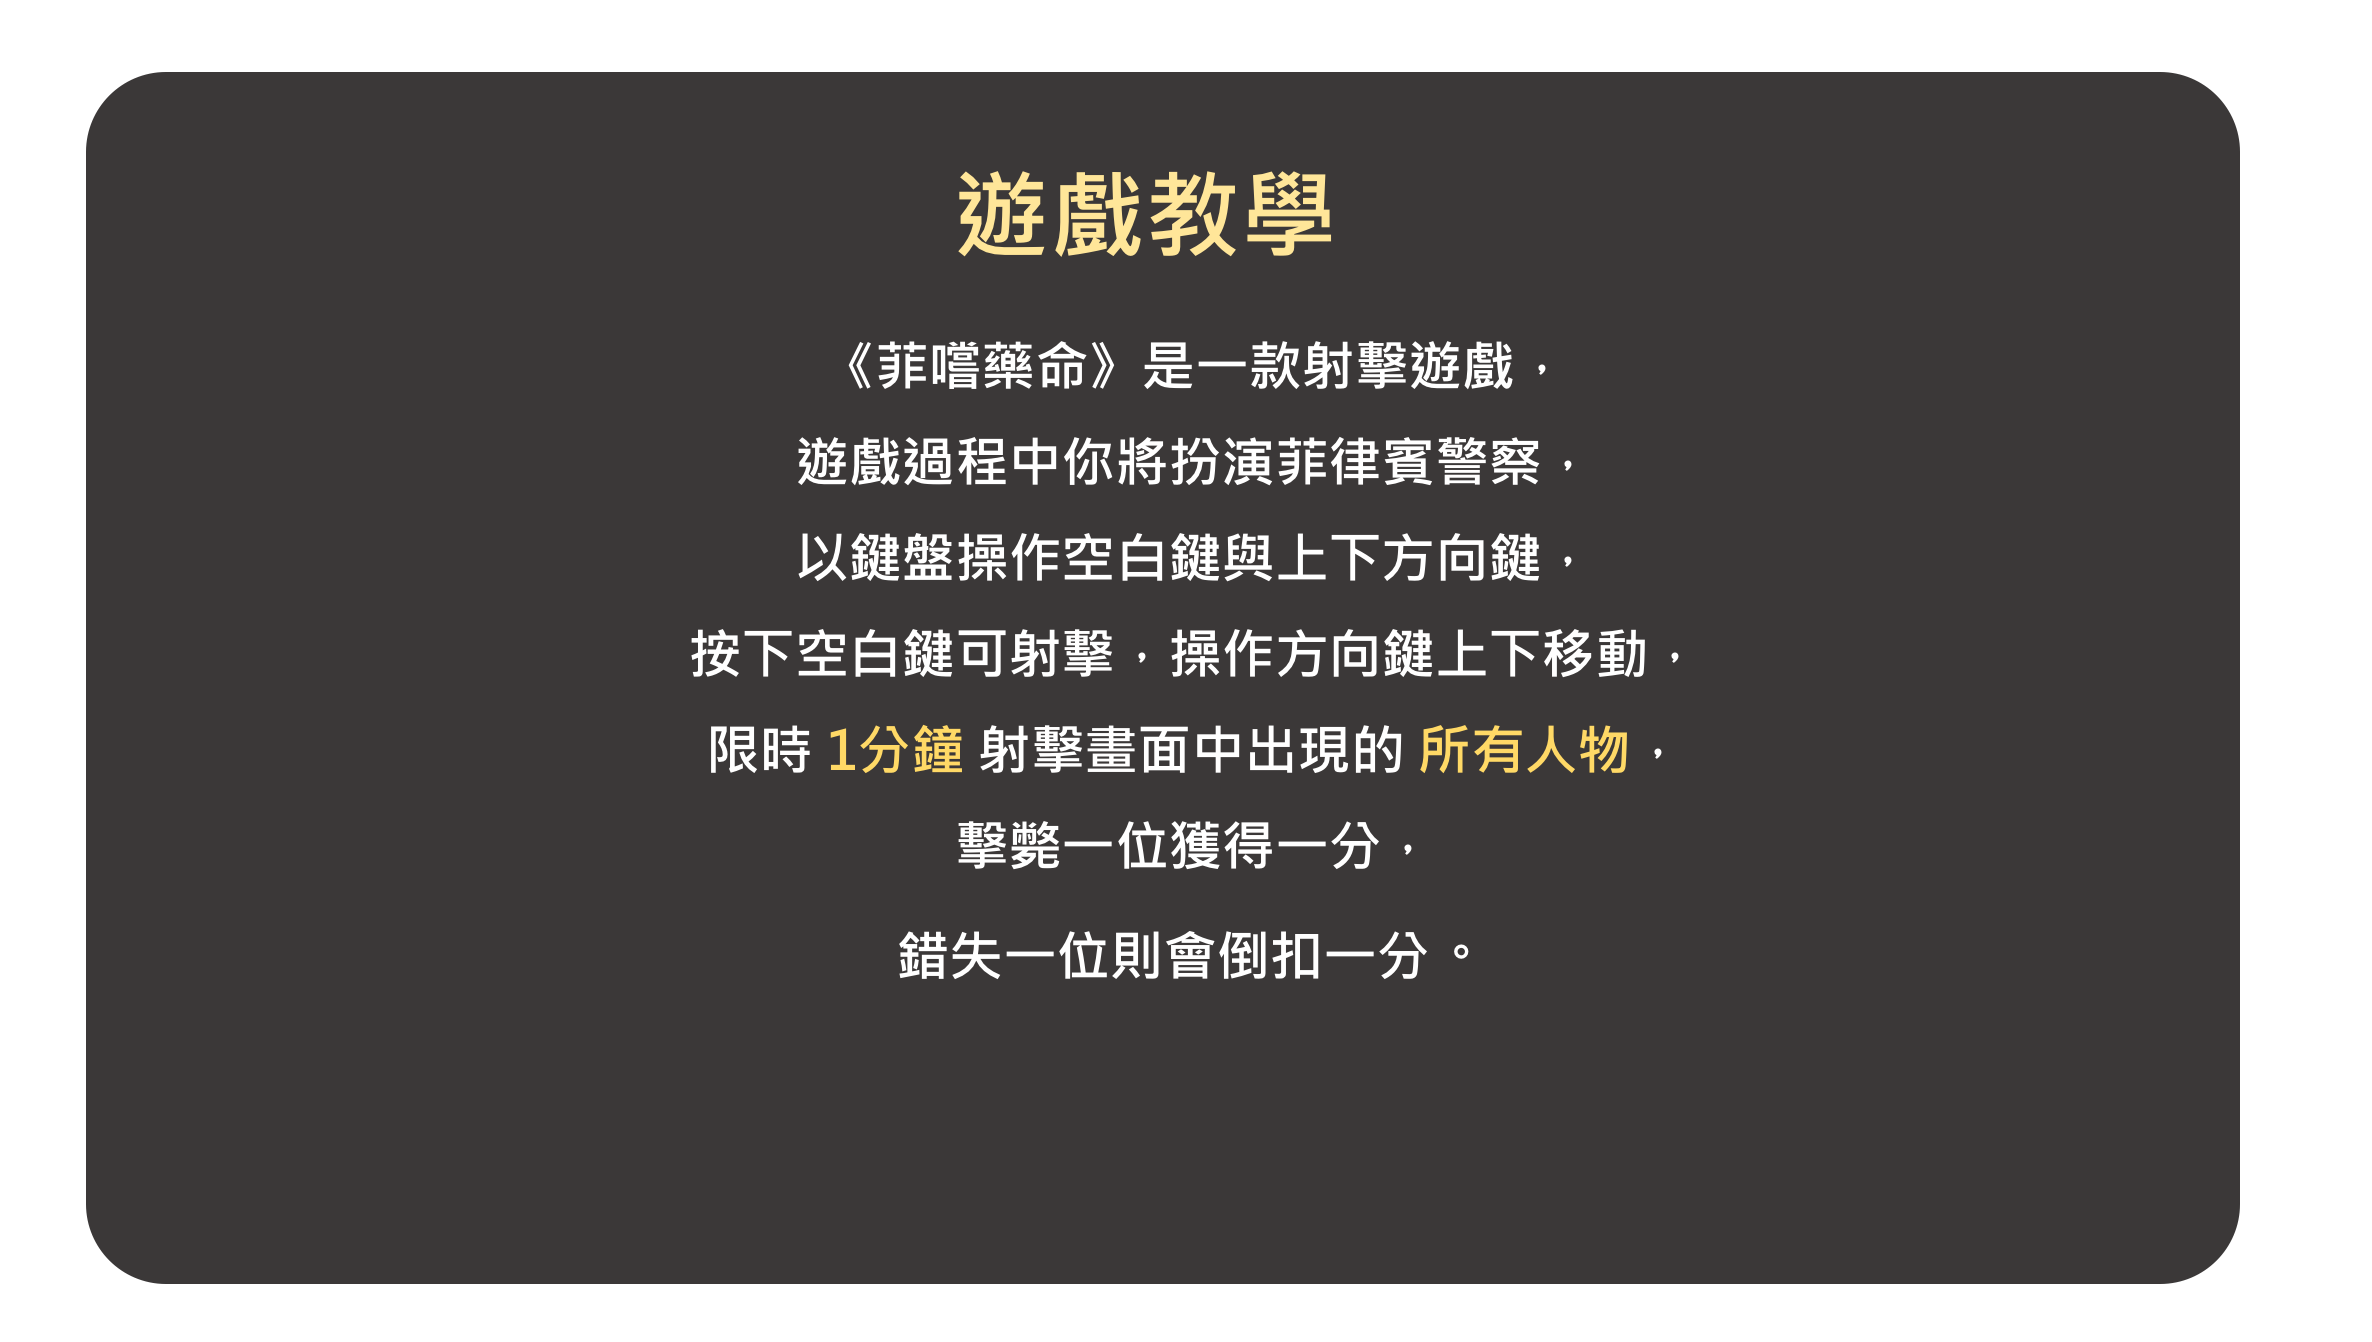 遊戲教學
《菲嚐藥命》是一款射擊遊戲，
遊戲過程中你將扮演菲律賓警察，
以鍵盤操作空白鍵與上下方向鍵，
按下空白鍵可射擊，操作方向鍵上下移動，
限時 1分鐘 射擊畫面中出現的 所有人物，
擊斃一位獲得一分，
錯失一位則會倒扣一分。